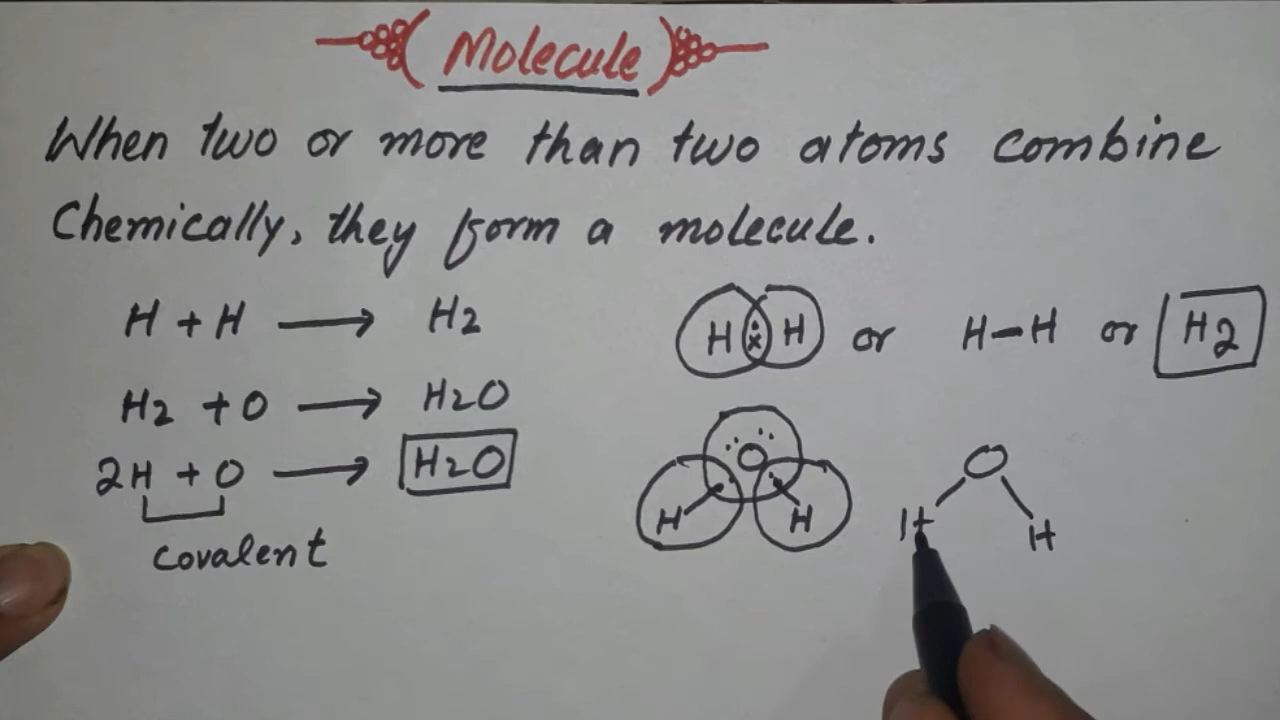 Molecule
When two or more than two atoms combine
Chemically, they form a molecule.
H + H ⟶ H2
H H or H-H or H2
H2 + O ⟶ H2O
2H + O ⟶ H2O
O
H H
O
H H
Covalent